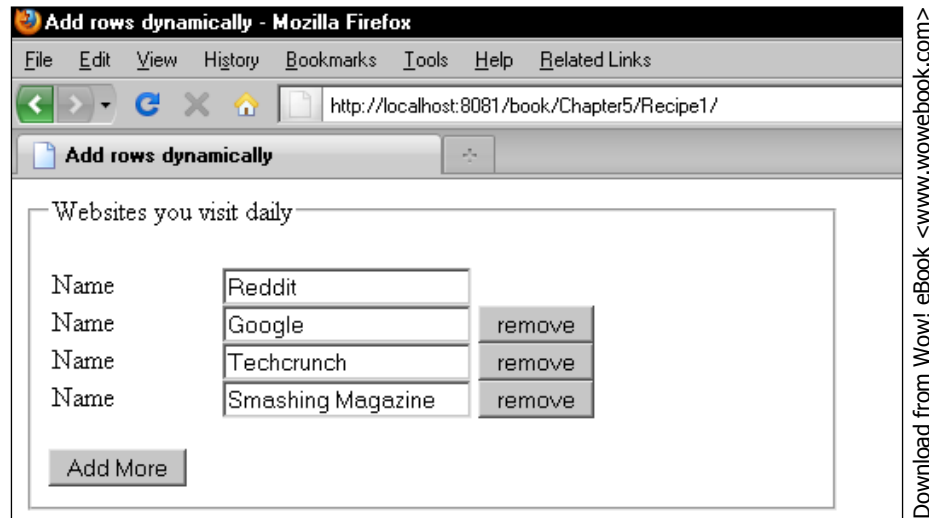 Add rows dynamically - Mozilla Firefox
File Edit View History Bookmarks Tools Help Related Links
http://localhost:8081/book/Chapter5/Recipe1/
Add rows dynamically
Websites you visit daily
Name Reddit
Name Google remove
Name Techcrunch remove
Name Smashing Magazine remove
Add More
Download from Wow! eBook <www.wowebook.com>